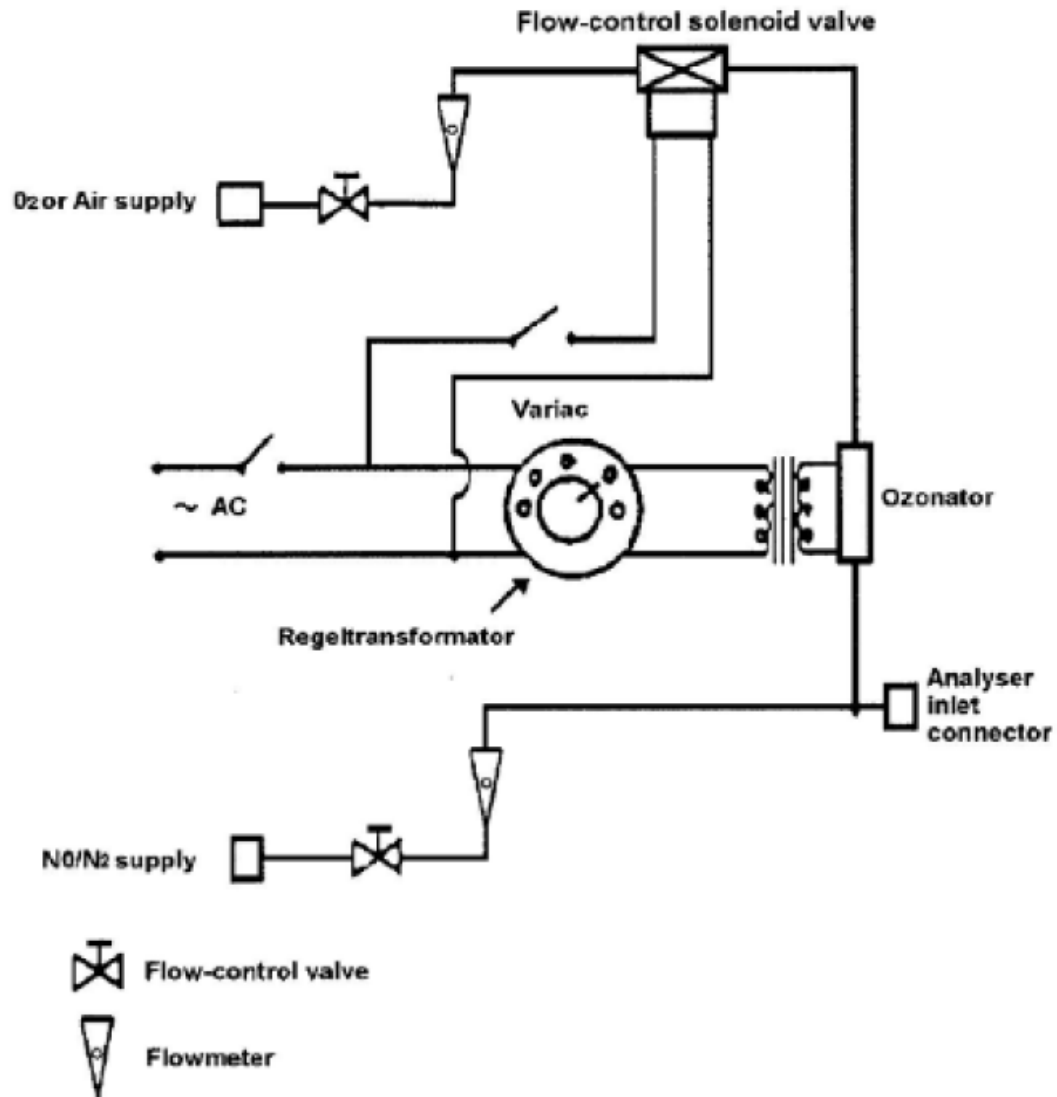 Flow-control solenoid valve
02 or Air supply
Variac
~ AC
Ozonator
Regeltransformator
Analyser
inlet
connector
N0/N2 supply
Flow-control valve
Flowmeter